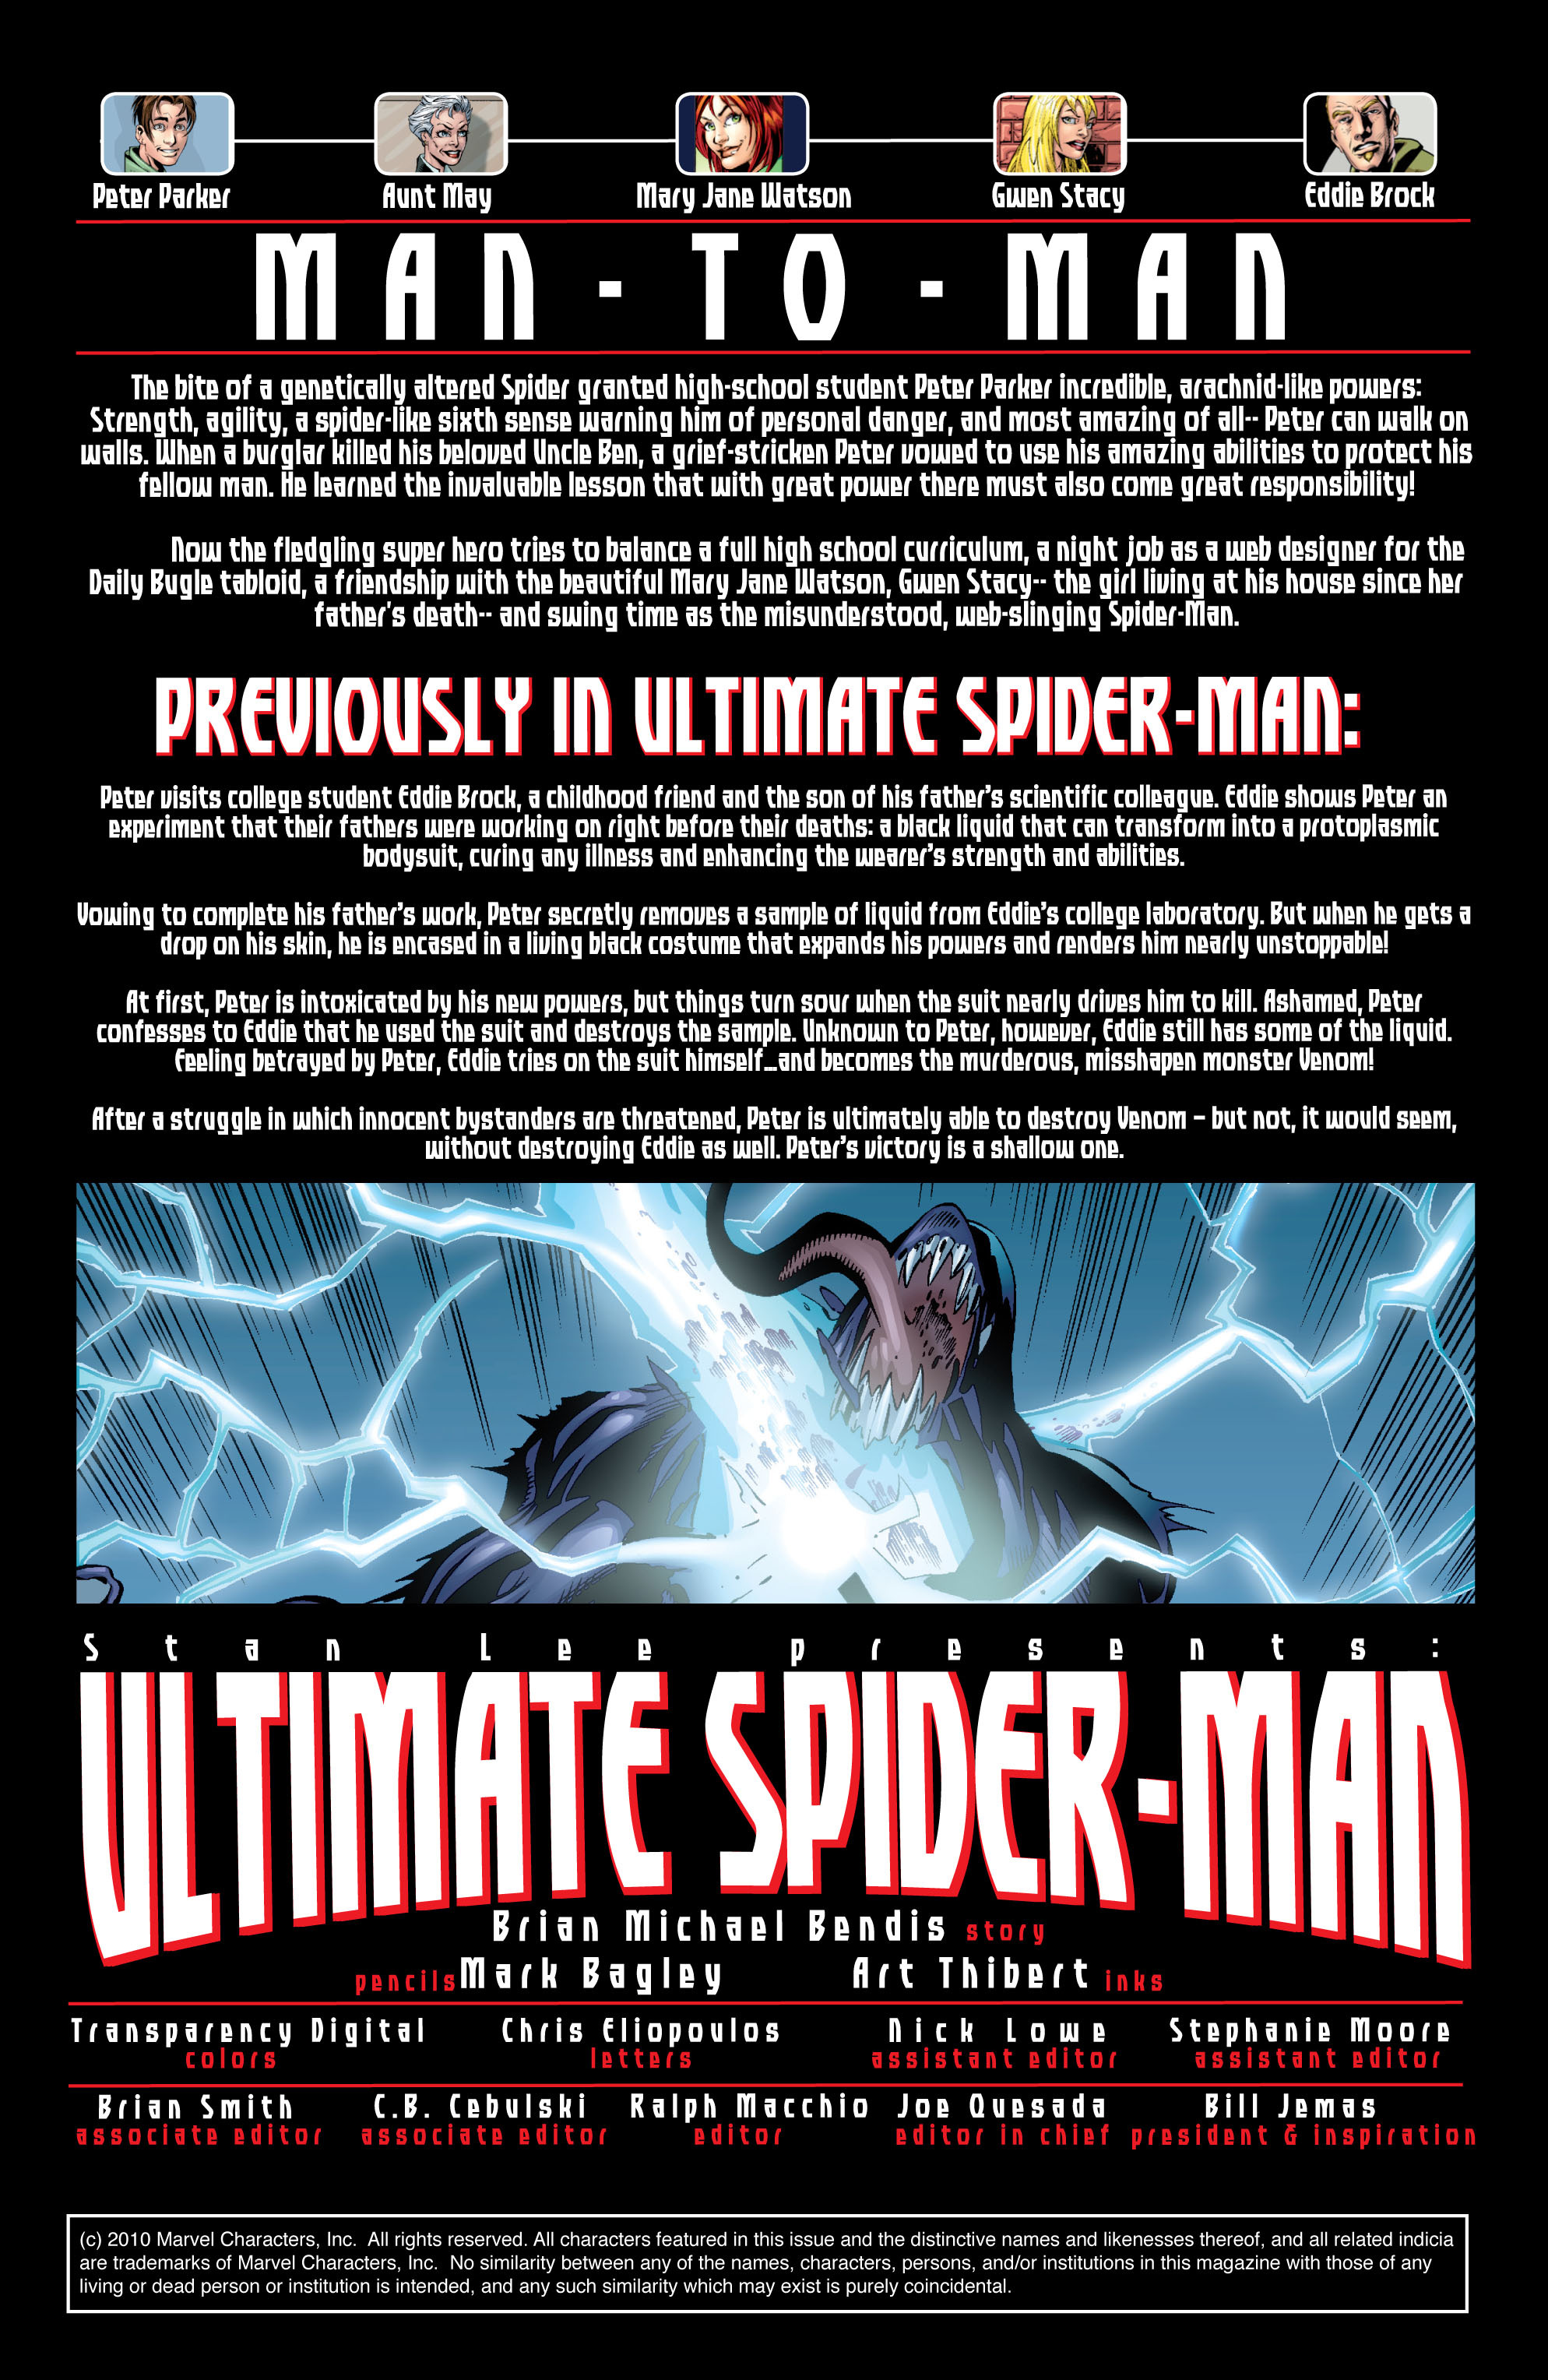 Peter Parker Aunt May Mary Jane Watson Gwen Stacy Eddie Brock
MAN-TO-MAN
The bite of a genetically altered Spider granted high-school student Peter Parker incredible, arachnid-like powers:
Strength, agility, a spider-like sixth sense warning him of personal danger, and most amazing of all-- Peter can walk on
walls. When a burglar killed his beloved Uncle Ben, a grief-stricken Peter vowed to use his amazing abilities to protect his
fellow man. He learned the invaluable lesson that with great power there must also come great responsibility!
Now the fledgling super hero tries to balance a full high school curriculum, a night job as a web designer for the
Daily Bugle tabloid, a friendship with the beautiful Mary Jane Watson, Gwen Stacy-- the girl living at his house since her
father's death-- and swing time as the misunderstood, web-slinging Spider-Man.
PREVIOUSLY IN ULTIMATE SPIDER-MAN:
Peter visits college student Eddie Brock, a childhood friend and the son of his father's scientific colleague. Eddie shows Peter an
experiment that their fathers were working on right before their deaths: a black liquid that can transform into a protoplasmic
bodysuit, curing any illness and enhancing the wearer's strength and abilities.
Vowing to complete his father's work, Peter secretly removes a sample of liquid from Eddie's college laboratory. But when he gets a
drop on his skin, he is encased in a living black costume that expands his powers and renders him nearly unstoppable!
At first, Peter is intoxicated by his new powers, but things turn sour when the suit nearly drives him to kill. Ashamed, Peter
confesses to Eddie that he used the suit and destroys the sample. Unknown to Peter, however, Eddie still has some of the liquid.
Feeling betrayed by Peter, Eddie tries on the suit himself...and becomes the murderous, misshapen monster Venom!
After a struggle in which innocent bystanders are threatened, Peter is ultimately able to destroy Venom – but not, it would seem,
without destroying Eddie as well. Peter's victory is a shallow one.
Stan Lee presents:
ULTIMATE SPIDER-MAN
Brian Michael Bendis story
pencils Mark Bagley Art Thibert inks
Transparency Digital Chris Eliopoulos Nick Lowe Stephanie Moore
colors letters assistant editor assistant editor
Brian Smith C.B. Cebulski Ralph Macchio Joe Quesada Bill Jemas
associate editor associate editor editor editor in chief president & inspiration
(c) 2010 Marvel Characters, Inc. All rights reserved. All characters featured in this issue and the distinctive names and likenesses thereof, and all related indicia
are trademarks of Marvel Characters, Inc. No similarity between any of the names, characters, persons, and/or institutions in this magazine with those of any
living or dead person or institution is intended, and any such similarity which may exist is purely coincidental.